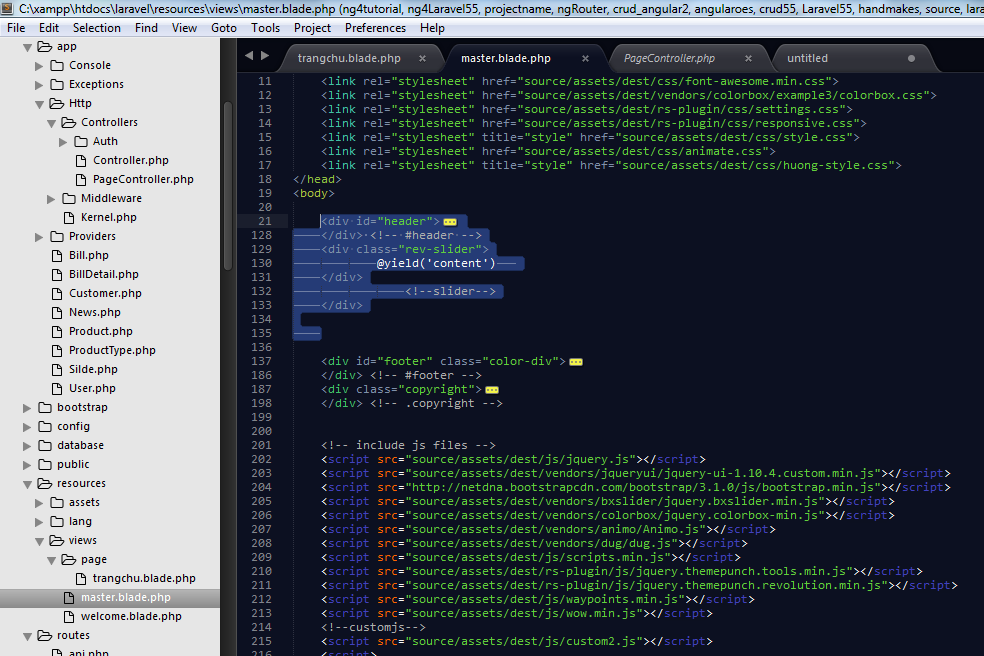 C:\xampp\htdocs\laravel\resources\views\master.blade.php (ng4tutorial, ng4Laravel55, projectname, ngRouter, crud_angular2, angularoes, crud55, Laravel55, handmakes, source, lara
File Edit Selection Find View Goto Tools Project Preferences Help
app
Console
Exceptions
Http
Controllers
Auth
Controller.php
PageController.php
Middleware
Kernel.php
Providers
Bill.php
BillDetail.php
Customer.php
News.php
Product.php
ProductType.php
Silde.php
User.php
bootstrap
config
database
public
resources
assets
lang
views
page
trangchu.blade.php
master.blade.php
welcome.blade.php
routes
api.php
trangchu.blade.php × master.blade.php × PageController.php × untitled
11 <link rel="stylesheet" href="source/assets/dest/css/font-awesome.min.css">
12 <link rel="stylesheet" href="source/assets/dest/vendors/colorbox/example3/colorbox.css">
13 <link rel="stylesheet" href="source/assets/dest/rs-plugin/css/settings.css">
14 <link rel="stylesheet" href="source/assets/dest/rs-plugin/css/responsive.css">
15 <link rel="stylesheet" title="style" href="source/assets/dest/css/style.css">
16 <link rel="stylesheet" href="source/assets/dest/css/animate.css">
17 <link rel="stylesheet" title="style" href="source/assets/dest/css/huong-style.css">
18 </head>
19 <body>
20
21 <div id="header">
128 </div> <!-- #header -->
129 <div class="rev-slider">
130 @yield('content')
131 </div>
132 <!--slider-->
133 </div>
134
135
136
137 <div id="footer" class="color-div">
186 </div> <!-- #footer -->
187 <div class="copyright">
198 </div> <!-- .copyright -->
199
200
201 <!-- include js files -->
202 <script src="source/assets/dest/js/jquery.js"></script>
203 <script src="source/assets/dest/vendors/jqueryui/jquery-ui-1.10.4.custom.min.js"></script>
204 <script src="http://netdna.bootstrapcdn.com/bootstrap/3.1.0/js/bootstrap.min.js"></script>
205 <script src="source/assets/dest/vendors/bxslider/jquery.bxslider.min.js"></script>
206 <script src="source/assets/dest/vendors/colorbox/jquery.colorbox-min.js"></script>
207 <script src="source/assets/dest/vendors/animo/Animo.js"></script>
208 <script src="source/assets/dest/vendors/dug/dug.js"></script>
209 <script src="source/assets/dest/js/scripts.min.js"></script>
210 <script src="source/assets/dest/rs-plugin/js/jquery.themepunch.tools.min.js"></script>
211 <script src="source/assets/dest/rs-plugin/js/jquery.themepunch.revolution.min.js"></script>
212 <script src="source/assets/dest/js/waypoints.min.js"></script>
213 <script src="source/assets/dest/js/wow.min.js"></script>
214 <!--customjs-->
215 <script src="source/assets/dest/js/custom2.js"></script>
216 <script>